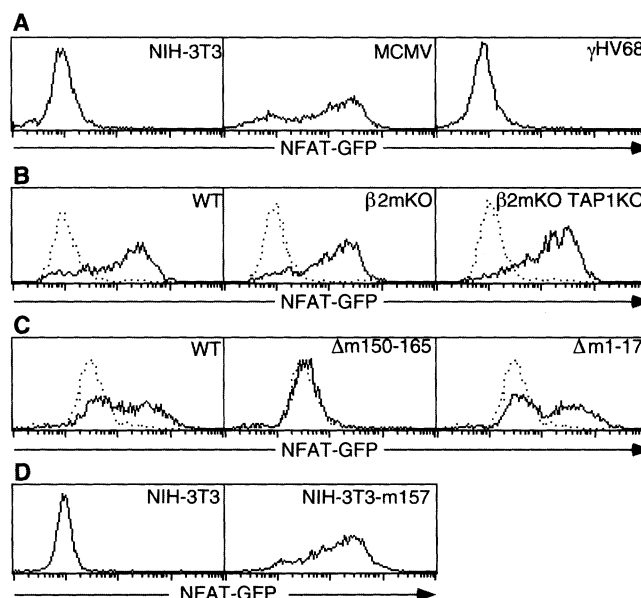 A
NIH-3T3
MCMV
γHV68
NFAT-GFP
B
WT
β2mKO
β2mKO TAP1KO
NFAT-GFP
C
WT
Δm150-165
Δm1-17
NFAT-GFP
D
NIH-3T3
NIH-3T3-m157
NFAT-GFP